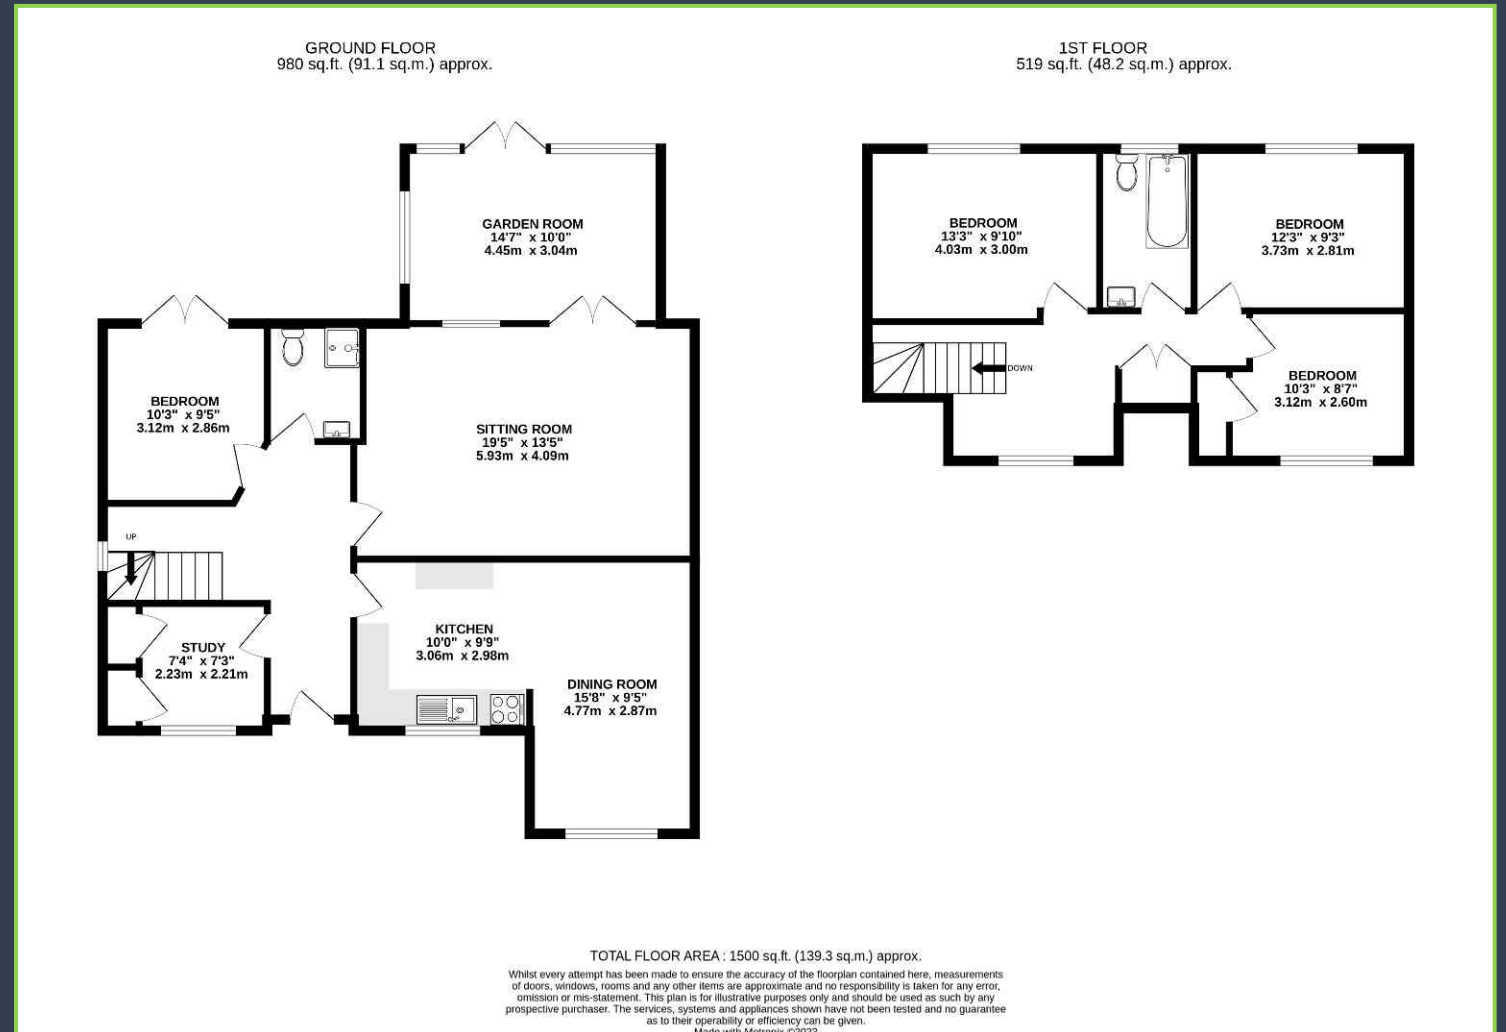 GROUND FLOOR
980 sq.ft. (91.1 sq.m.) approx.
1ST FLOOR
519 sq.ft. (48.2 sq.m.) approx.
GARDEN ROOM
14'7" x 10'0"
4.45m x 3.04m
BEDROOM
10'3" x 9'5"
3.12m x 2.86m
SITTING ROOM
19'5" x 13'5"
5.93m x 4.09m
UP
STUDY
7'4" x 7'3"
2.23m x 2.21m
KITCHEN
10'0" x 9'9"
3.06m x 2.98m
DINING ROOM
15'8" x 9'5"
4.77m x 2.87m
BEDROOM
13'3" x 9'10"
4.03m x 3.00m
BEDROOM
12'3" x 9'3"
3.73m x 2.81m
DOWN
BEDROOM
10'3" x 8'7"
3.12m x 2.60m
TOTAL FLOOR AREA : 1500 sq.ft. (139.3 sq.m.) approx.
Whilst every attempt has been made to ensure the accuracy of the floorplan contained here, measurements
of doors, windows, rooms and any other items are approximate and no responsibility is taken for any error,
omission or mis-statement. This plan is for illustrative purposes only and should be used as such by any
prospective purchaser. The services, systems and appliances shown have not been tested and no guarantee
as to their operability or efficiency can be given.
Made with Metropix ©2023